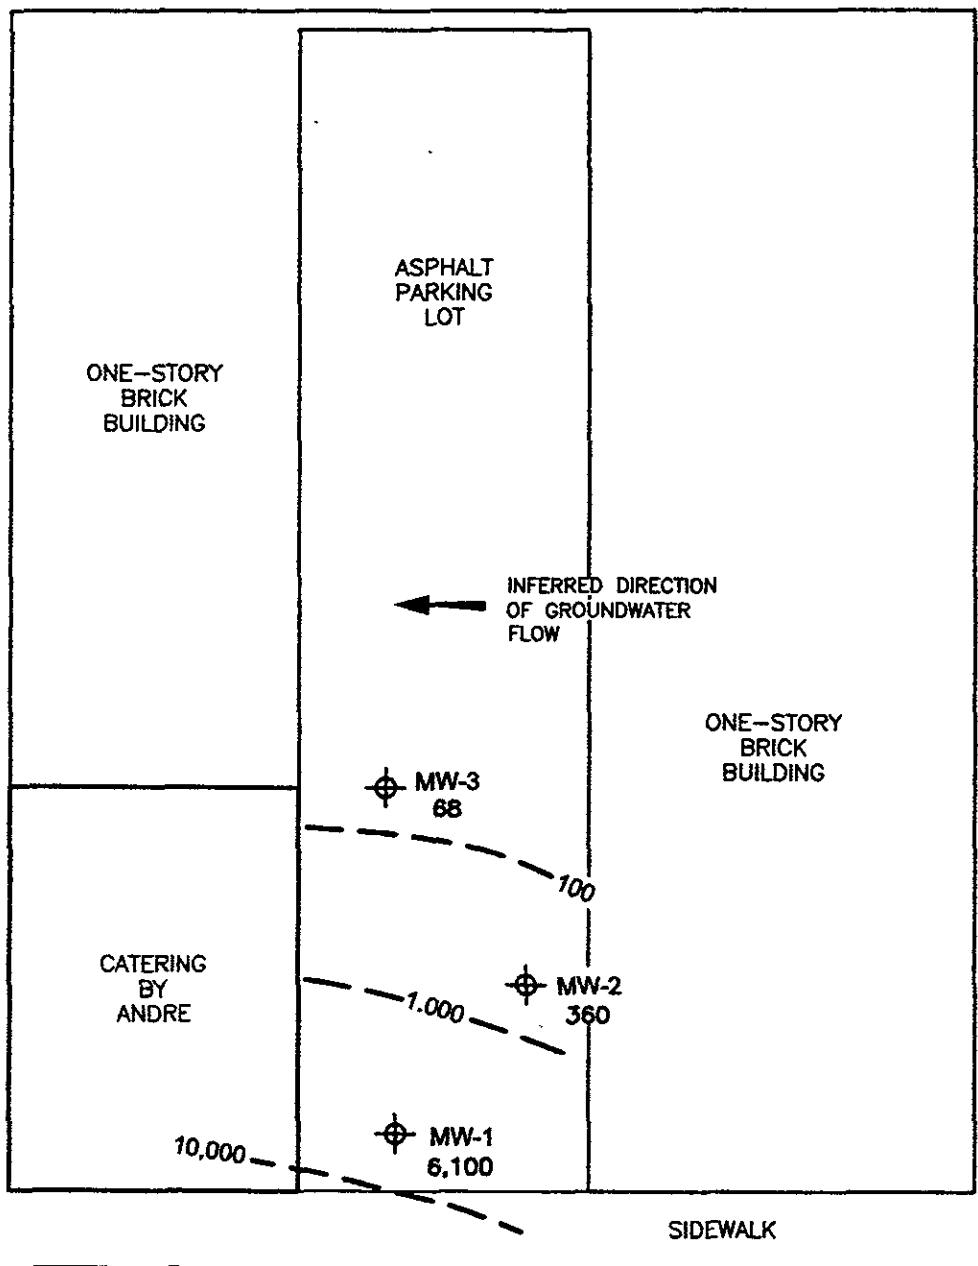 ASPHALT
PARKING
LOT
ONE-STORY
BRICK
BUILDING
INFERRED DIRECTION
OF GROUNDWATER
FLOW
ONE-STORY
BRICK
BUILDING
MW-3
68
100
CATERING
BY
ANDRE
MW-2
360
1,000
MW-1
6,100
10,000
SIDEWALK